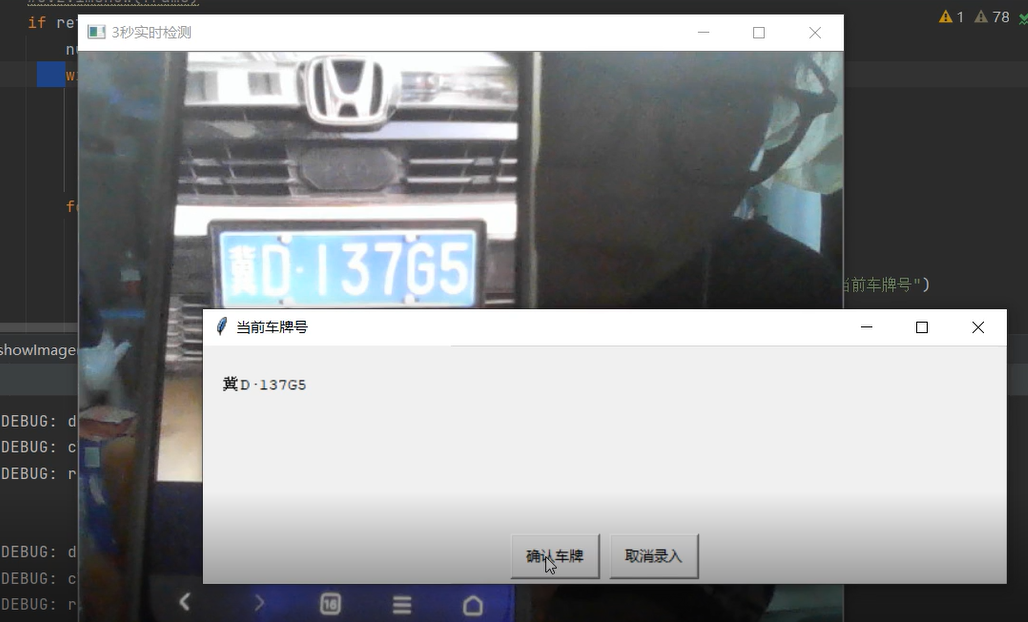 if re
1 78
3秒实时检测
当前车牌号")
冀D·137G5
showImage
当前车牌号
冀D·137G5
DEBUG: d
DEBUG: c
DEBUG: r
DEBUG: d
DEBUG: c
DEBUG: r
确认车牌 取消录入
16